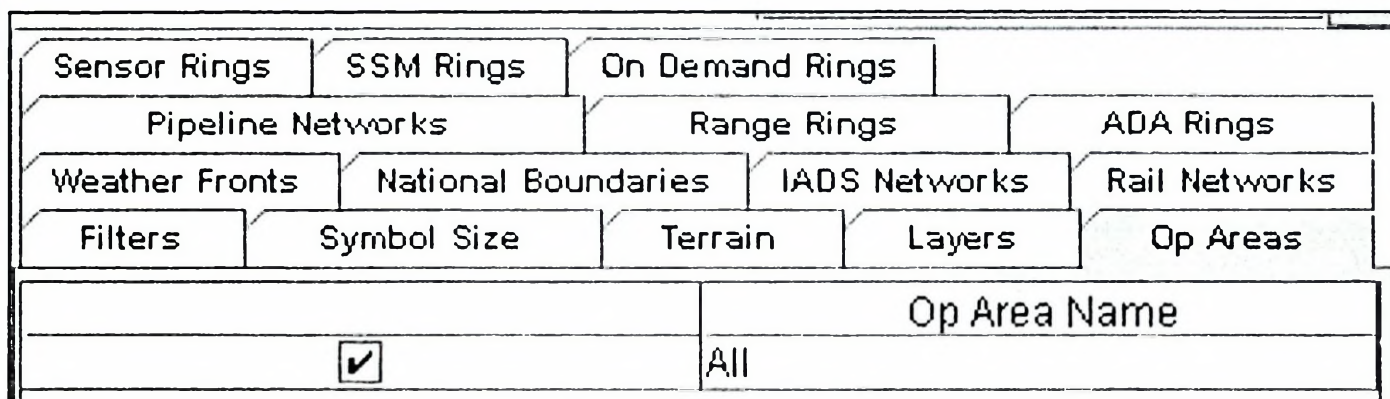 Sensor Rings SSM Rings On Demand Rings
Pipeline Networks Range Rings ADA Rings
Weather Fronts National Boundaries IADS Networks Rail Networks
Filters Symbol Size Terrain Layers Op Areas
Op Area Name
All